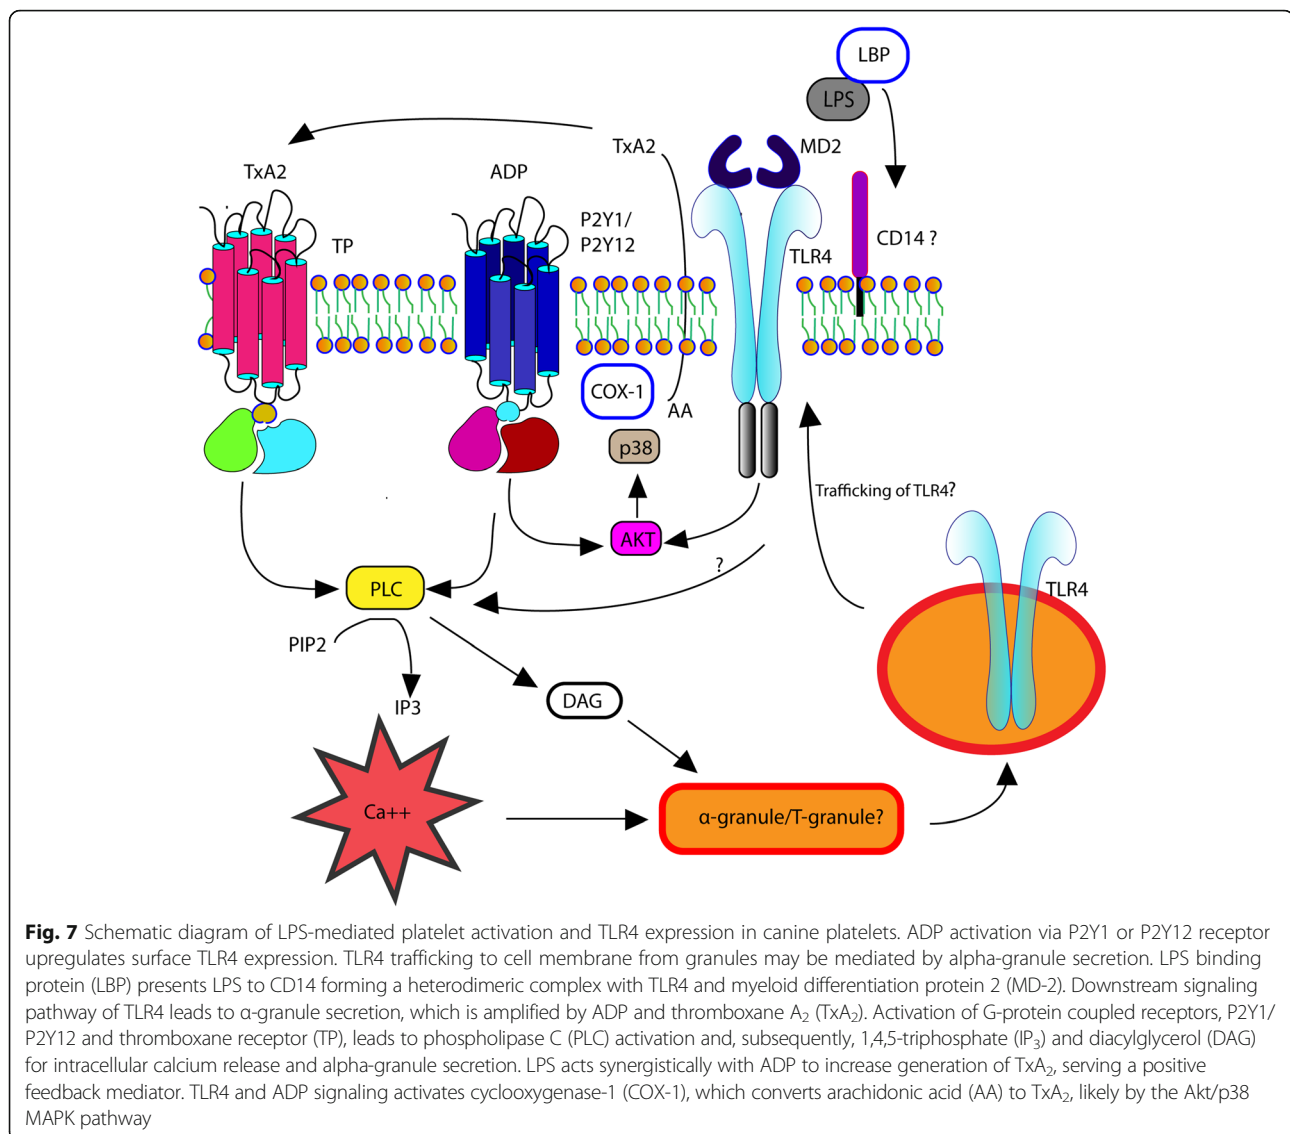 LBP
LPS
TxA2
MD2
TxA2
ADP
P2Y1/
P2Y12
TP
CD14 ?
TLR4
COX-1
AA
p38
Trafficking of TLR4?
AKT
?
PLC
TLR4
PIP2
DAG
IP3
Ca++
α-granule/T-granule?
Fig. 7 Schematic diagram of LPS-mediated platelet activation and TLR4 expression in canine platelets. ADP activation via P2Y1 or P2Y12 receptor
upregulates surface TLR4 expression. TLR4 trafficking to cell membrane from granules may be mediated by alpha-granule secretion. LPS binding
protein (LBP) presents LPS to CD14 forming a heterodimeric complex with TLR4 and myeloid differentiation protein 2 (MD-2). Downstream signaling
pathway of TLR4 leads to α-granule secretion, which is amplified by ADP and thromboxane A₂ (TxA₂). Activation of G-protein coupled receptors, P2Y1/
P2Y12 and thromboxane receptor (TP), leads to phospholipase C (PLC) activation and, subsequently, 1,4,5-triphosphate (IP₃) and diacylglycerol (DAG)
for intracellular calcium release and alpha-granule secretion. LPS acts synergistically with ADP to increase generation of TxA₂, serving a positive
feedback mediator. TLR4 and ADP signaling activates cyclooxygenase-1 (COX-1), which converts arachidonic acid (AA) to TxA₂, likely by the Akt/p38
MAPK pathway